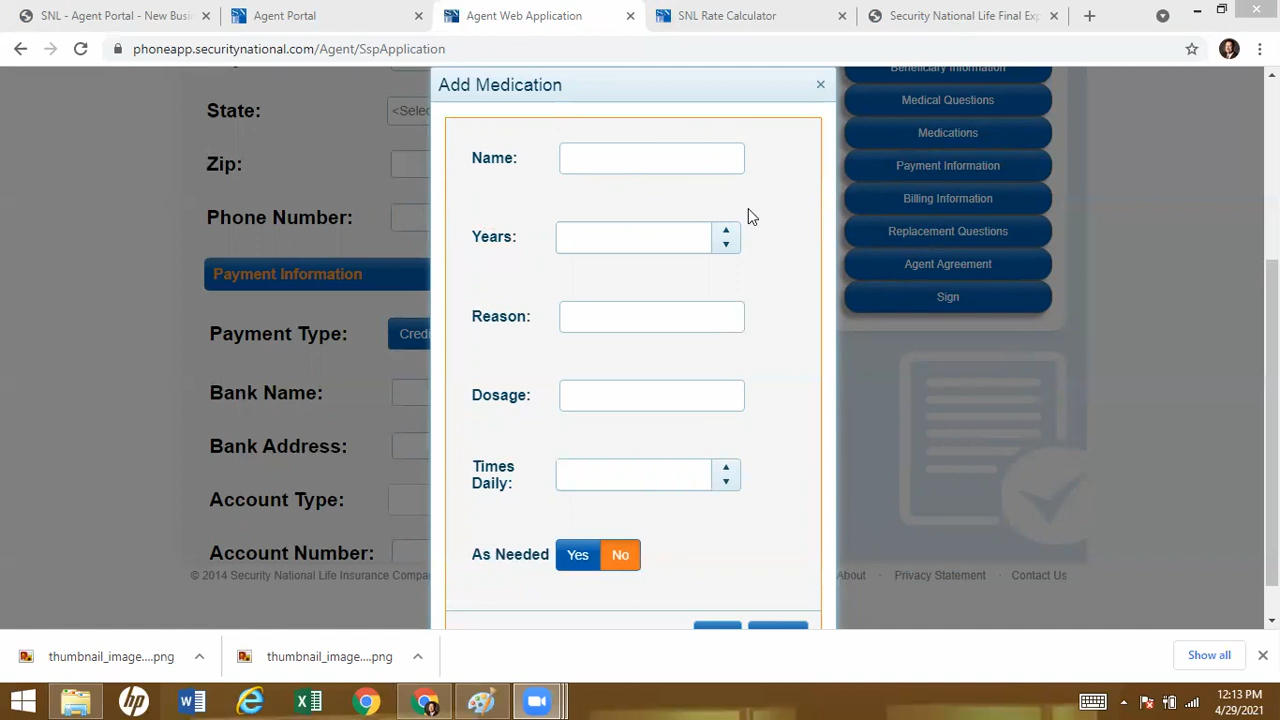 SNL - Agent Portal - New Busi
Agent Portal
Agent Web Application
SNL Rate Calculator
Security National Life Final Exp
phoneapp.securitynational.com/Agent/SspApplication
Add Medication
Beneficiary Information
State:
<Selec
Medical Questions
Medications
Name:
Zip:
Payment Information
Billing Information
Phone Number:
Replacement Questions
Years:
Agent Agreement
Payment Information
Sign
Reason:
Payment Type:
Credi
Bank Name:
Dosage:
Bank Address:
Times
Daily:
Account Type:
Account Number:
As Needed
Yes
No
© 2014 Security National Life Insurance Compa
About
· Privacy Statement
· Contact Us
thumbnail_image....png
thumbnail_image....png
Show all
12:13 PM
4/29/2021